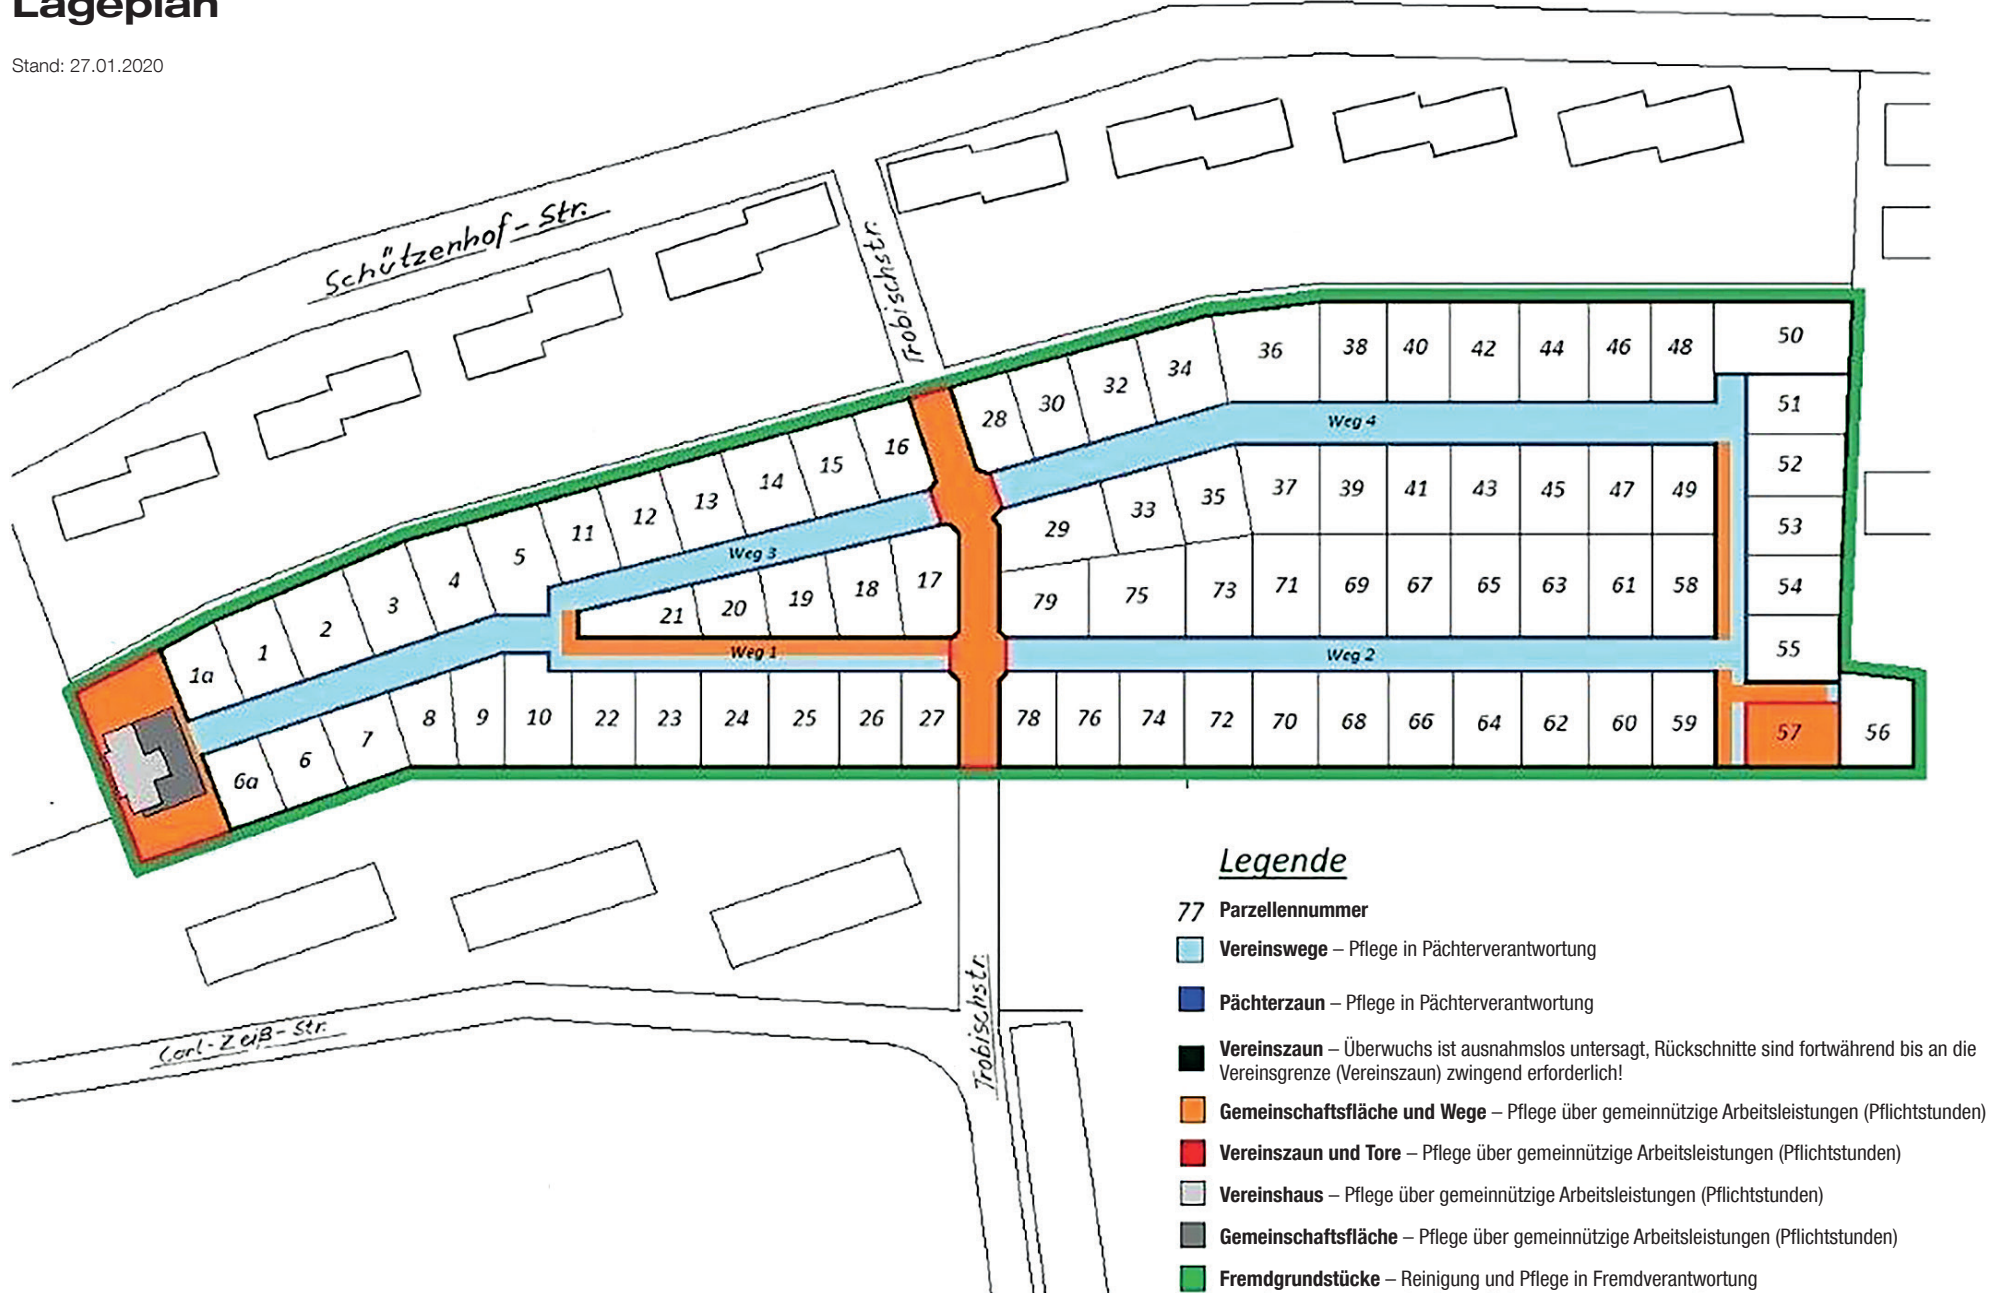 Lageplan
Stand: 27.01.2020
Schützenhof-Str.
Trobischstr.
50
36 38 40 42 44 46 48
34
32
30
28
51
Weg 4
16
15
14
13
12
11
52
37 39 41 43 45 47 49
35
33
29
53
5
4
3
2
1
1a
Weg 3
17
18
19
20
21
54
79 75 73 71 69 67 65 63 61 58
55
Weg 1
Weg 2
6a
6
7
8 9 10 22 23 24 25 26 27
78 76 74 72 70 68 66 64 62 60 59
57
56
Carl-Zeiß-Str.
Trobischstr.
Legende
77 Parzellennummer
Vereinswege – Pflege in Pächterverantwortung
Pächterzaun – Pflege in Pächterverantwortung
Vereinszaun – Überwuchs ist ausnahmslos untersagt, Rückschnitte sind fortwährend bis an die
Vereinsgrenze (Vereinszaun) zwingend erforderlich!
Gemeinschaftsfläche und Wege – Pflege über gemeinnützige Arbeitsleistungen (Pflichtstunden)
Vereinszaun und Tore – Pflege über gemeinnützige Arbeitsleistungen (Pflichtstunden)
Vereinshaus – Pflege über gemeinnützige Arbeitsleistungen (Pflichtstunden)
Gemeinschaftsfläche – Pflege über gemeinnützige Arbeitsleistungen (Pflichtstunden)
Fremdgrundstücke – Reinigung und Pflege in Fremdverantwortung